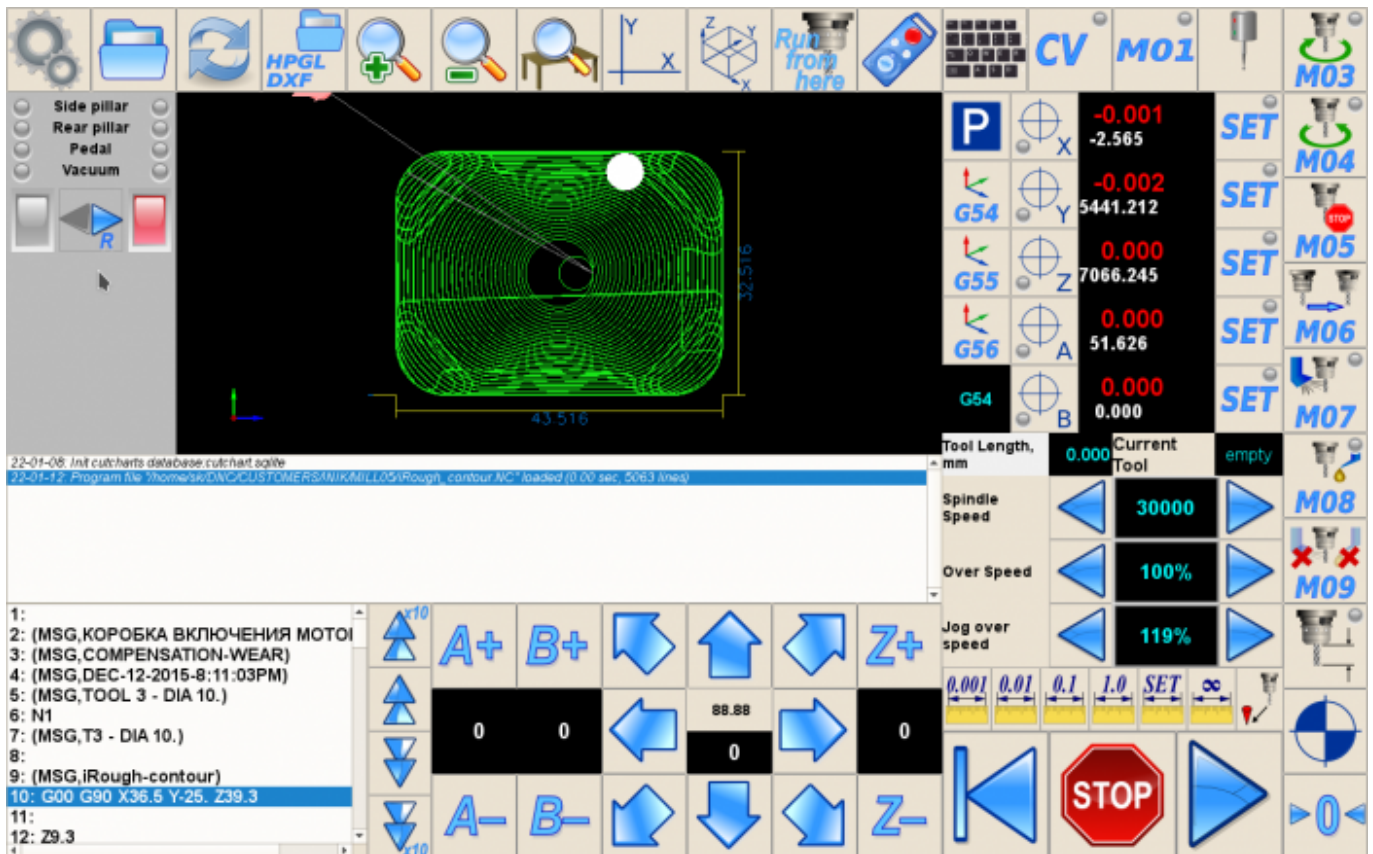 HPGL
DXF
Y
X
Z
Y
X
Run
from
here
CV
M01
M03
Side pillar
Rear pillar
Pedal
Vacuum
R
P
X
-0.001
-2.565
SET
M04
G54
Y
-0.002
5441.212
SET
M05
G55
Z
0.000
7066.245
SET
G56
A
0.000
51.626
SET
M06
G54
B
0.000
0.000
SET
M07
32.516
43.516
22-01-08: Init cutcharts database:cutchart.sqlite
22-01-12: Program file "/home/sk/DNC/CUSTOMERS/INIK/MILL05/iRough_contour.NC" loaded (0.00 sec, 5063 lines)
Tool Length,
mm
0.000
Current
Tool
empty
M08
Spindle
Speed
30000
Over Speed
100%
M09
Jog over
speed
119%
0.001 0.01 0.1 1.0 SET ∞
STOP
STOP
0
1:
2: (MSG,КОРОБКА ВКЛЮЧЕНИЯ МОТО
3: (MSG,COMPENSATION-WEAR)
4: (MSG,DEC-12-2015-8:11:03PM)
5: (MSG,TOOL 3 - DIA 10.)
6: N1
7: (MSG,T3 - DIA 10.)
8:
9: (MSG,iRough-contour)
10: G00 G90 X36.5 Y-25. Z39.3
11:
12: Z9.3
x10
x10
A+ B+ Z+
0 0 88.88 0
0
A– B– Z–